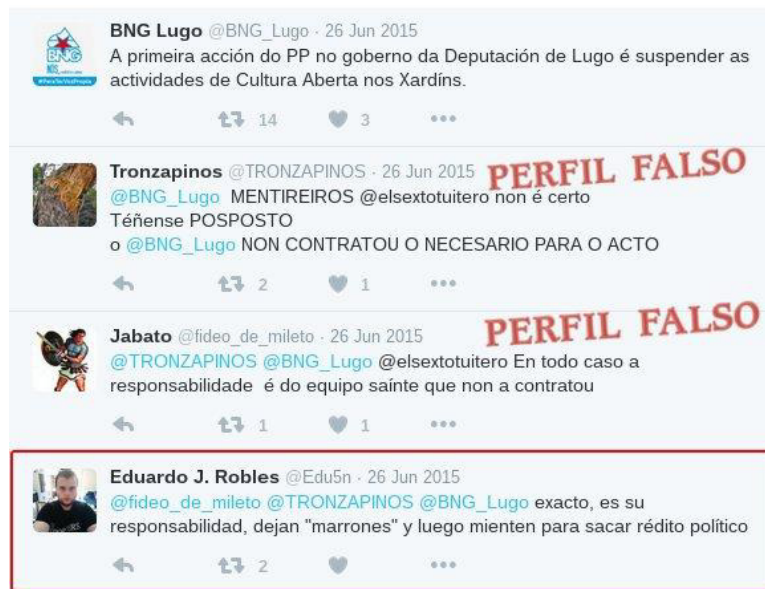 BNG Lugo @BNG_Lugo · 26 Jun 2015
A primeira acción do PP no goberno da Deputación de Lugo é suspender as
actividades de Cultura Aberta nos Xardíns.
BNG
14 3
Tronzapinos @TRONZAPINOS · 26 Jun 2015 PERFIL FALSO
@BNG_Lugo MENTIREIROS @elsextotuitero non é certo
Téñense POSPOSTO
o @BNG_Lugo NON CONTRATOU O NECESARIO PARA O ACTO
2 1
Jabato @fideo_de_mileto · 26 Jun 2015 PERFIL FALSO
@TRONZAPINOS @BNG_Lugo @elsextotuitero En todo caso a
responsabilidade é do equipo saínte que non a contratou
1 1
Eduardo J. Robles @Edu5n · 26 Jun 2015
@fideo_de_mileto @TRONZAPINOS @BNG_Lugo exacto, es su
responsabilidad, dejan "marrones" y luego mienten para sacar rédito político
2